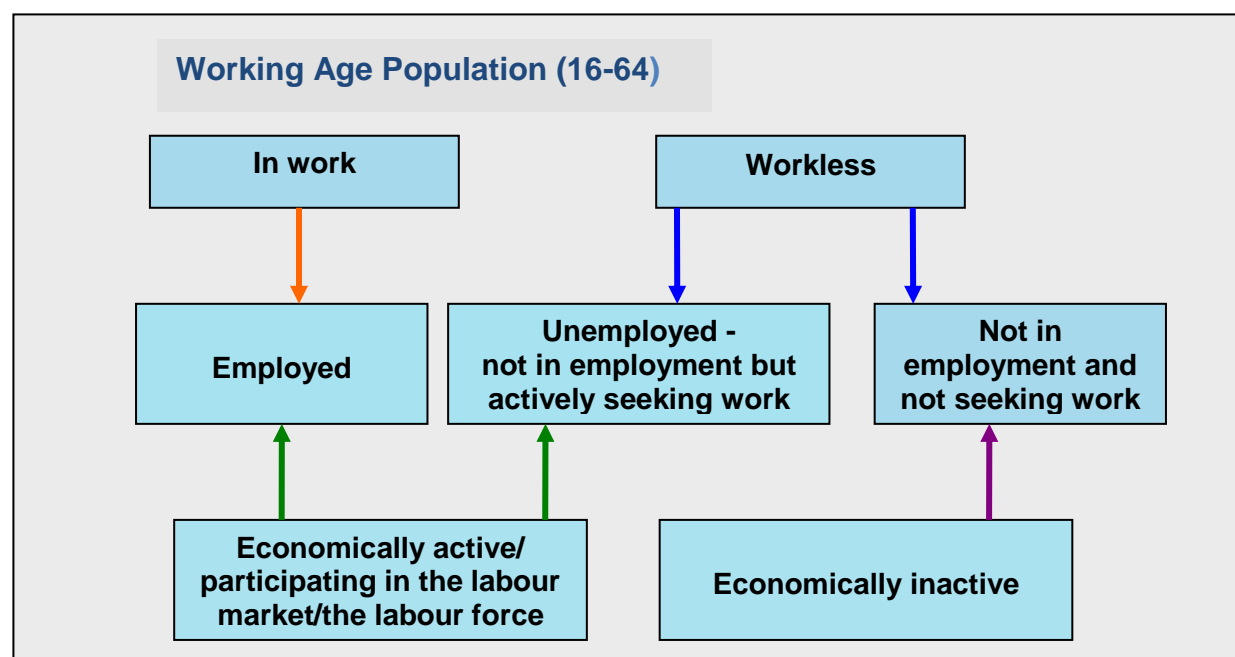 Working Age Population (16-64)
In work
Workless
Employed
Unemployed -
not in employment but
actively seeking work
Not in
employment and
not seeking work
Economically active/
participating in the labour
market/the labour force
Economically inactive